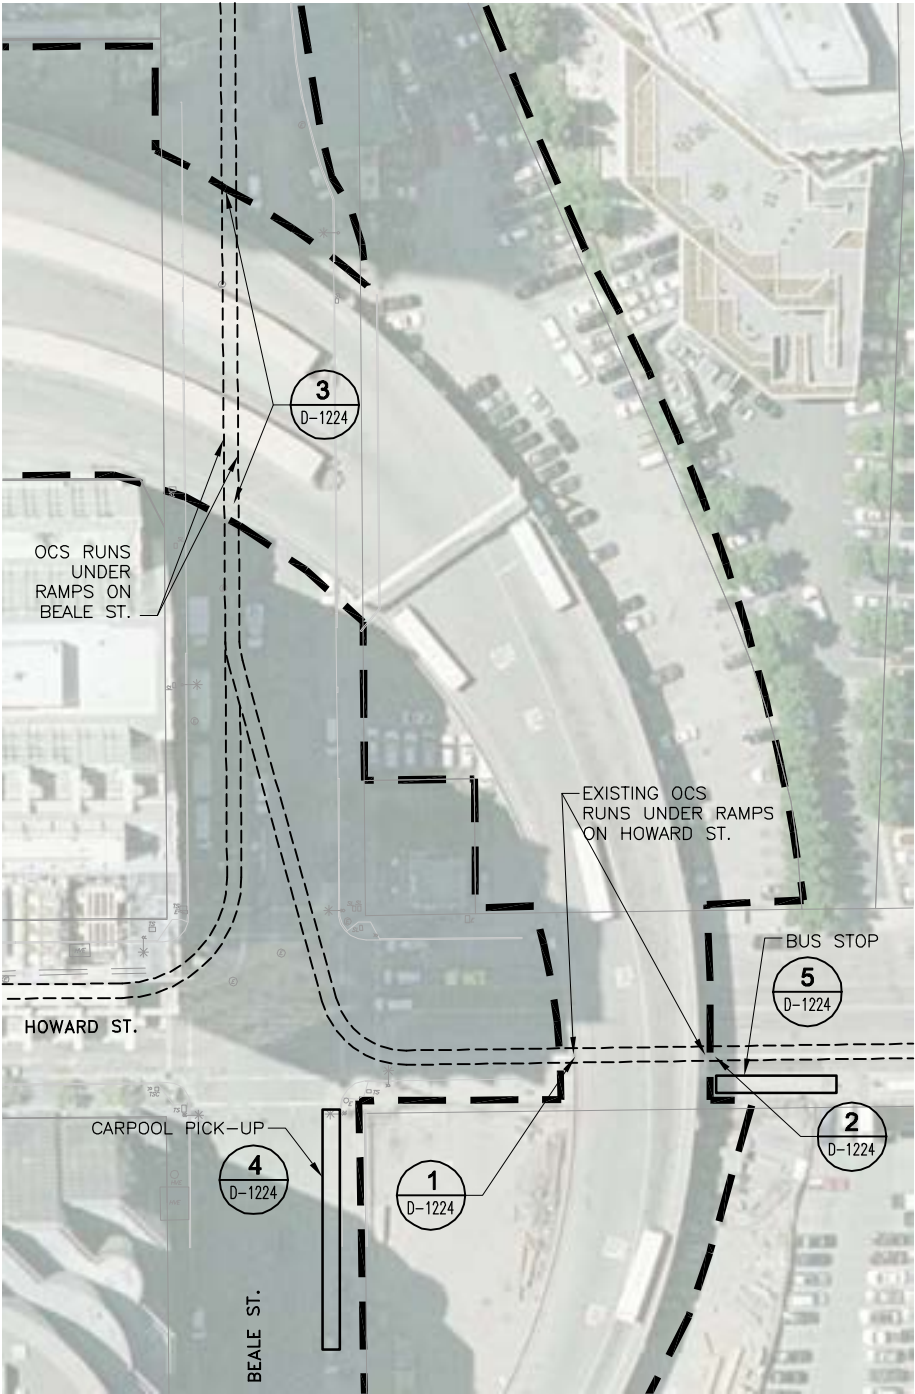 3
D-1224
OCS RUNS
UNDER
RAMPS ON
BEALE ST.
EXISTING OCS
RUNS UNDER RAMPS
ON HOWARD ST.
BUS STOP
5
D-1224
HOWARD ST.
CARPOOL PICK-UP
4
D-1224
1
D-1224
2
D-1224
BEALE ST.